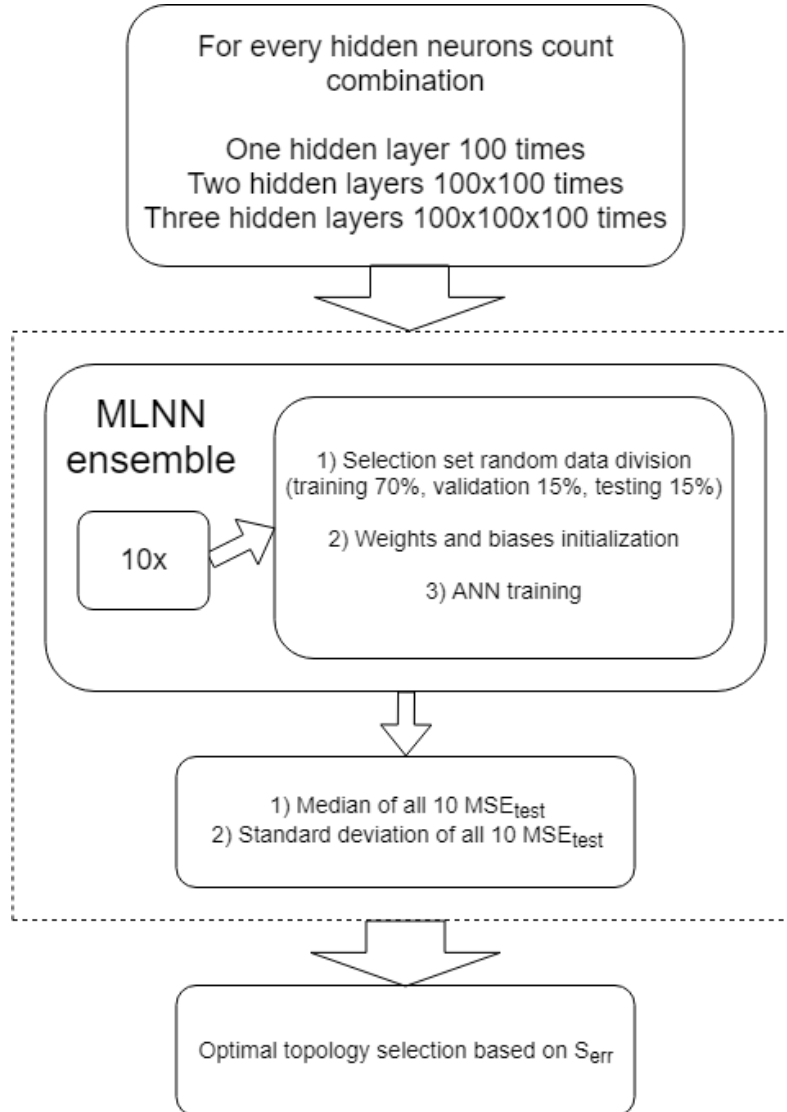 For every hidden neurons count
combination
One hidden layer 100 times
Two hidden layers 100x100 times
Three hidden layers 100x100x100 times
MLNN
ensemble
10x
1) Selection set random data division
(training 70%, validation 15%, testing 15%)
2) Weights and biases initialization
3) ANN training
1) Median of all 10 MSEtest
2) Standard deviation of all 10 MSEtest
Optimal topology selection based on Serr